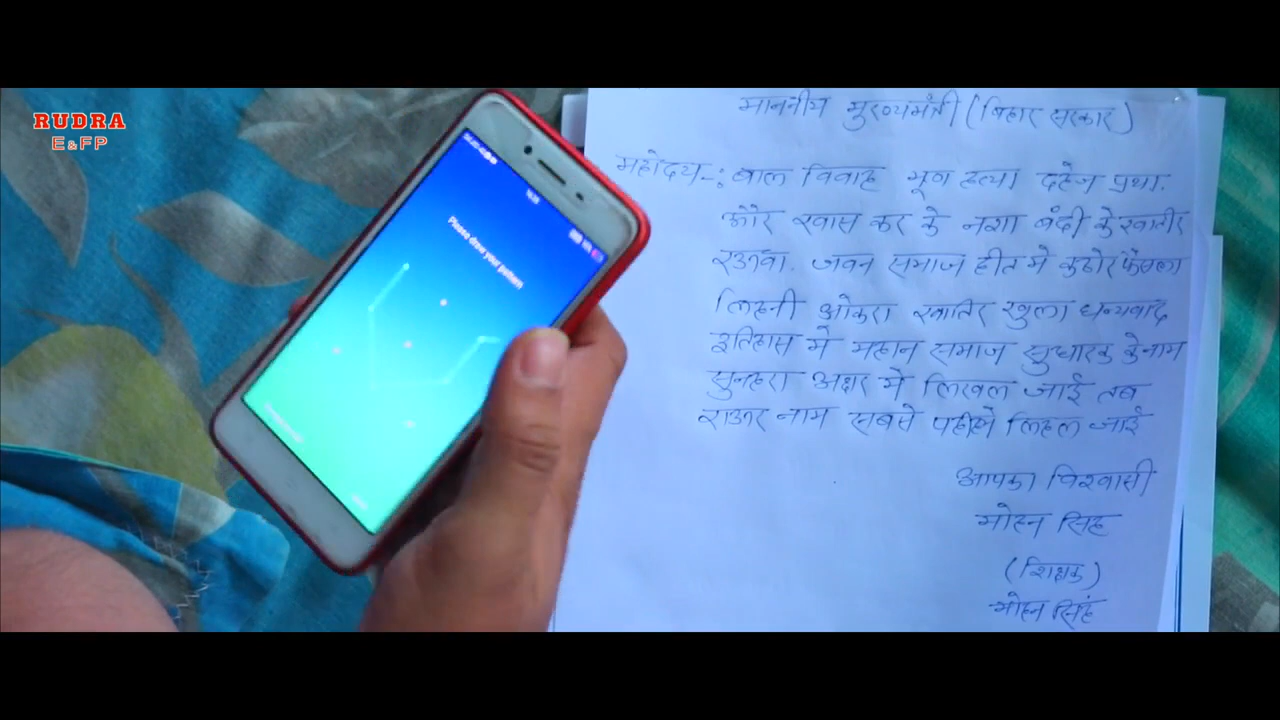 RUDRA
E&FP
Please draw your pattern
माननीय मुख्यमंत्री (बिहार सरकार)
महोदय-: बाल विवाह भूण हत्या दहेज प्रथा.
और खास कर के नशा बंदी के खातीर
रऊवा. जवन समाज हीत मे कठोर फैसला
लिहनी ओकरा खातिर खुला धन्यवाद
इतिहास मे महान समाज सुधारक के नाम
सुनहरा अक्षर मे लिखल जाई तब
राऊर नाम सबसे पहीले लिहल जाई
आपका विश्वासी
मोहन सिंह
(शिक्षक)
मोहन सिंह